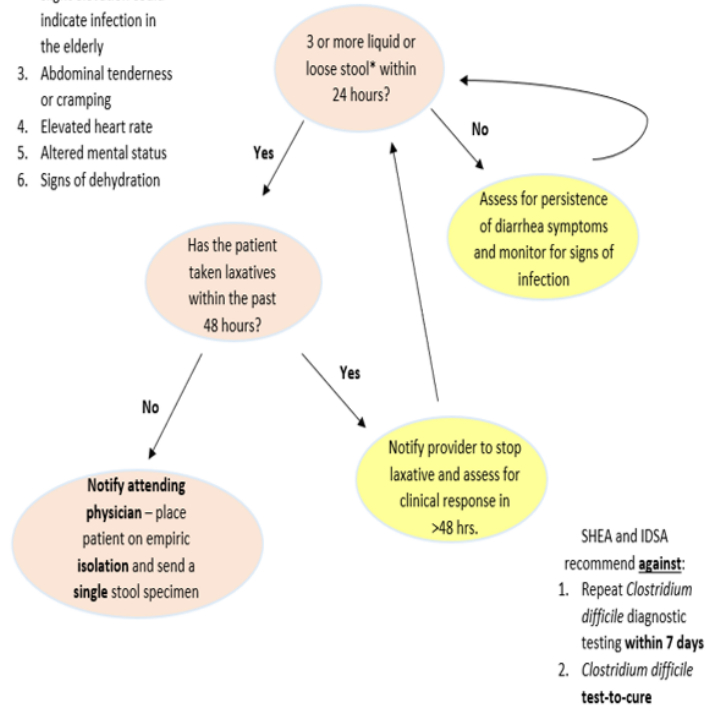 indicate infection in
the elderly
3. Abdominal tenderness
or cramping
4. Elevated heart rate
5. Altered mental status
6. Signs of dehydration
3 or more liquid or
loose stool* within
24 hours?
No
Yes
Assess for persistence
of diarrhea symptoms
and monitor for signs of
infection
Has the patient
taken laxatives
within the past
48 hours?
Yes
No
Notify provider to stop
laxative and assess for
clinical response in
>48 hrs.
Notify attending
physician – place
patient on empiric
isolation and send a
single stool specimen
SHEA and IDSA
recommend against:
1. Repeat Clostridium
difficile diagnostic
testing within 7 days
2. Clostridium difficile
test-to-cure